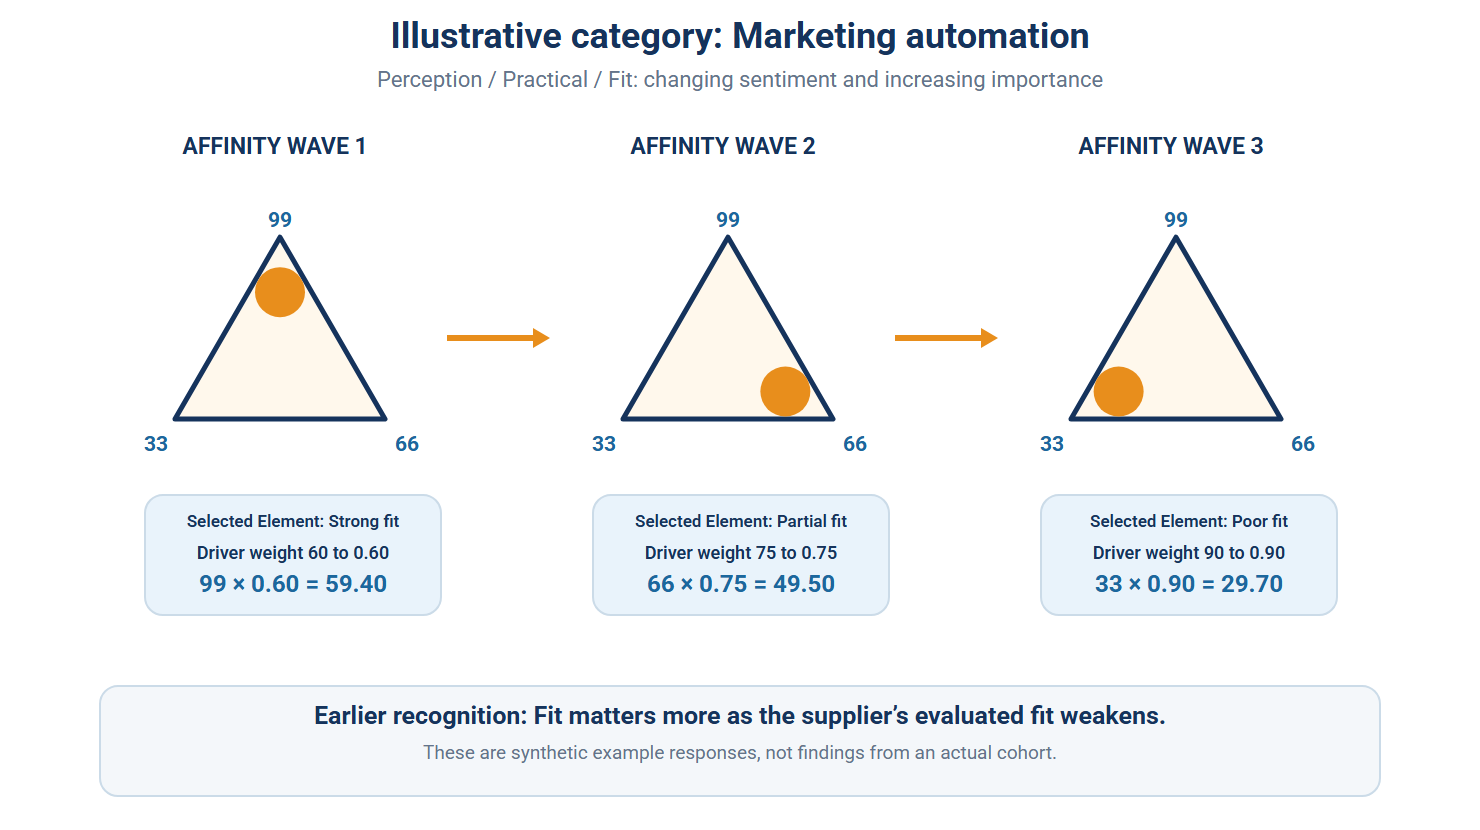 Illustrative category: Marketing automation
Perception / Practical / Fit: changing sentiment and increasing importance
AFFINITY WAVE 1
AFFINITY WAVE 2
AFFINITY WAVE 3
99
99
99
33
66
33
66
33
66
Selected Element: Strong fit
Driver weight 60 to 0.60
99 × 0.60 = 59.40
Selected Element: Partial fit
Driver weight 75 to 0.75
66 × 0.75 = 49.50
Selected Element: Poor fit
Driver weight 90 to 0.90
33 × 0.90 = 29.70
Earlier recognition: Fit matters more as the supplier’s evaluated fit weakens.
These are synthetic example responses, not findings from an actual cohort.